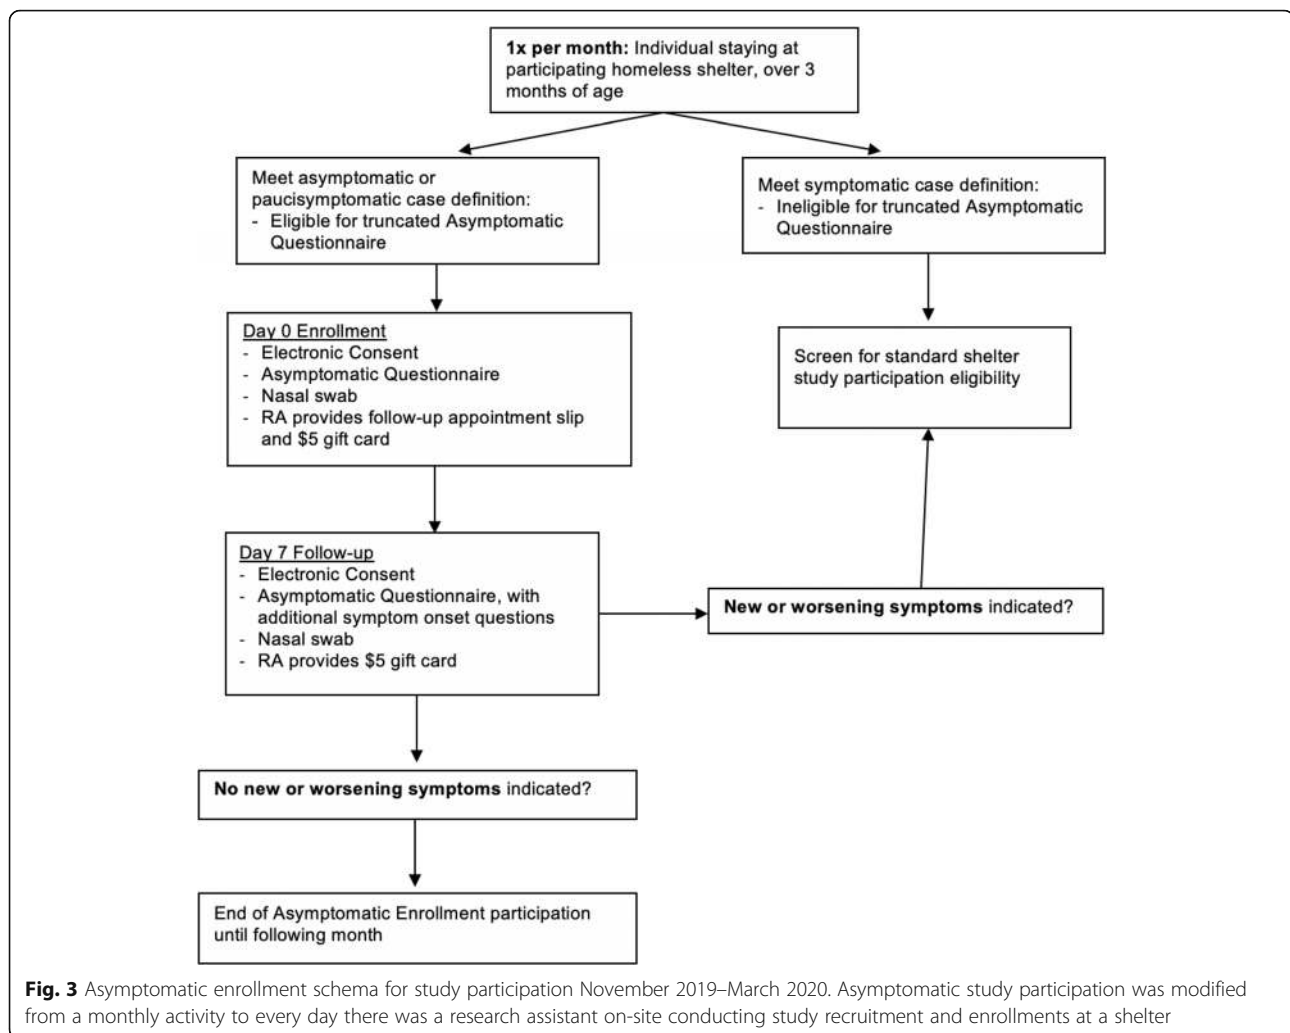 1x per month: Individual staying at
participating homeless shelter, over 3
months of age
Meet asymptomatic or
paucisymptomatic case definition:
- Eligible for truncated Asymptomatic
Questionnaire
Meet symptomatic case definition:
- Ineligible for truncated Asymptomatic
Questionnaire
Day 0 Enrollment
- Electronic Consent
- Asymptomatic Questionnaire
- Nasal swab
- RA provides follow-up appointment slip
and $5 gift card
Screen for standard shelter
study participation eligibility
Day 7 Follow-up
- Electronic Consent
- Asymptomatic Questionnaire, with
additional symptom onset questions
- Nasal swab
- RA provides $5 gift card
New or worsening symptoms indicated?
No new or worsening symptoms indicated?
End of Asymptomatic Enrollment participation
until following month
Fig. 3 Asymptomatic enrollment schema for study participation November 2019–March 2020. Asymptomatic study participation was modified
from a monthly activity to every day there was a research assistant on-site conducting study recruitment and enrollments at a shelter